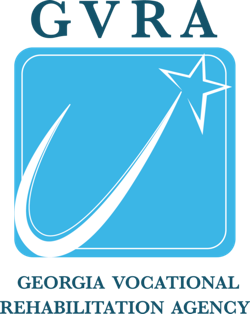 GVRA
GEORGIA VOCATIONAL
REHABILITATION AGENCY